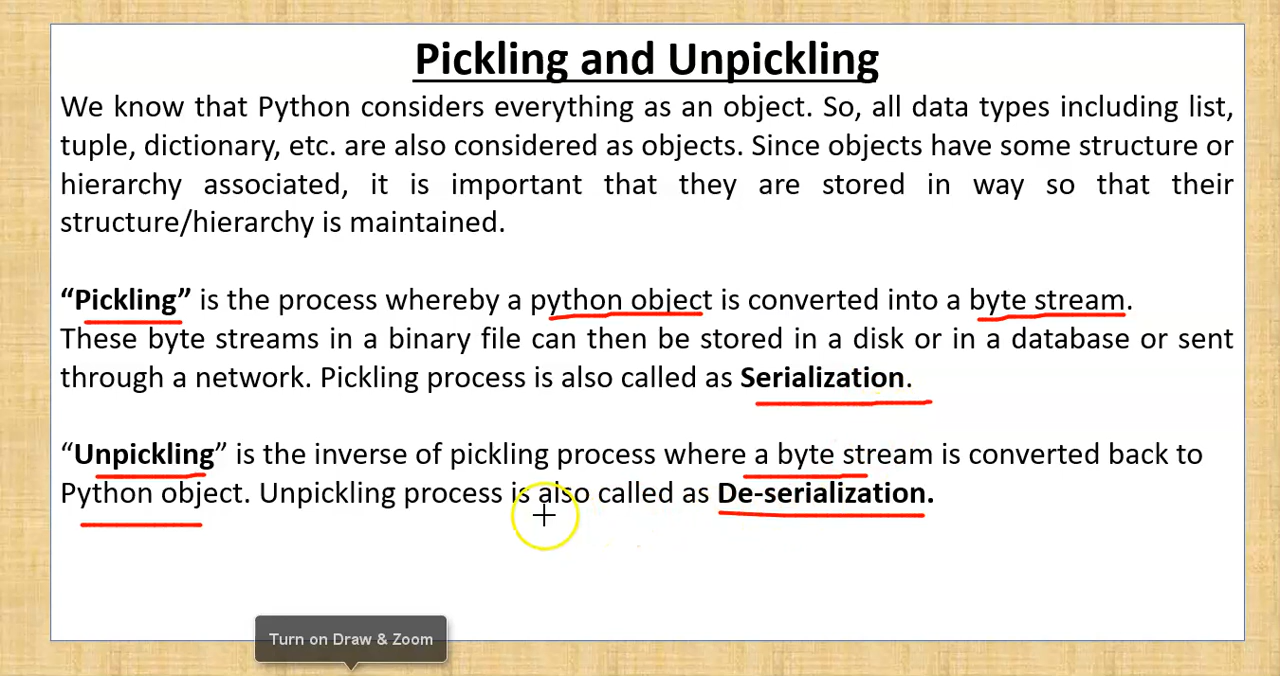 Pickling and Unpickling
We know that Python considers everything as an object. So, all data types including list,
tuple, dictionary, etc. are also considered as objects. Since objects have some structure or
hierarchy associated, it is important that they are stored in way so that their
structure/hierarchy is maintained.
“Pickling” is the process whereby a python object is converted into a byte stream.
These byte streams in a binary file can then be stored in a disk or in a database or sent
through a network. Pickling process is also called as Serialization.
“Unpickling” is the inverse of pickling process where a byte stream is converted back to
Python object. Unpickling process is also called as De-serialization.
Turn on Draw & Zoom